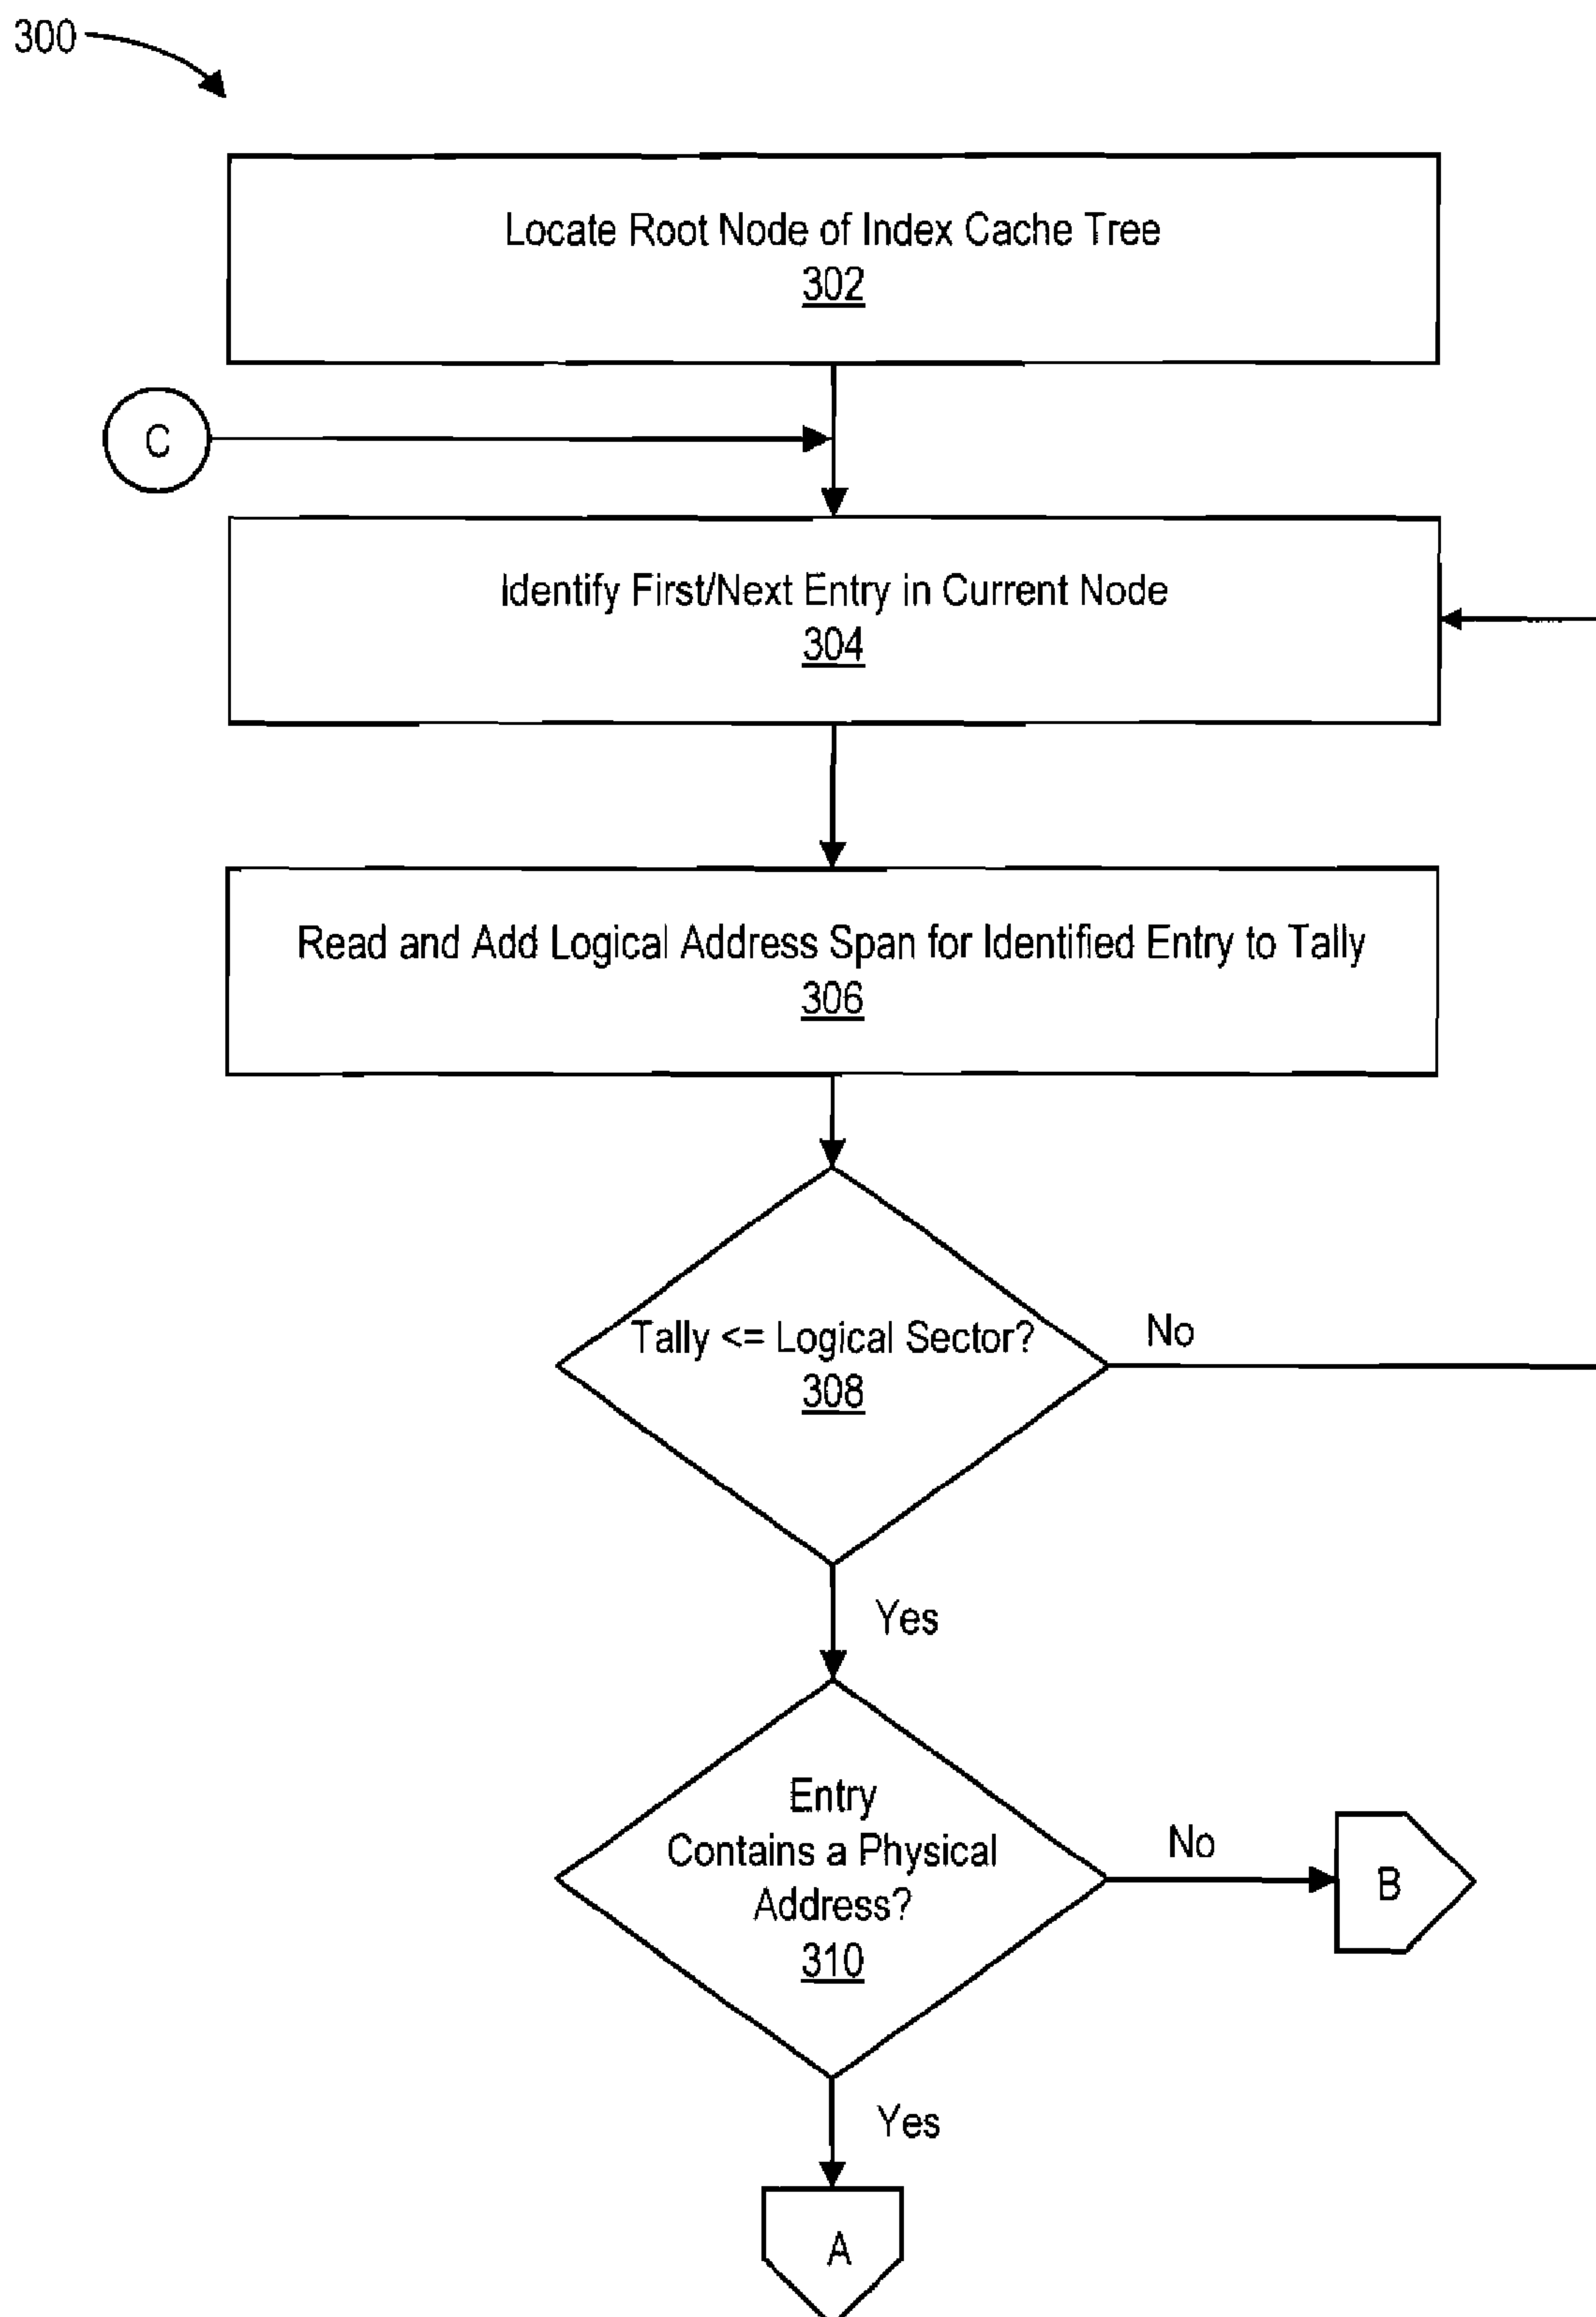 300
Locate Root Node of Index Cache Tree
302
C
Identify First/Next Entry in Current Node
304
Read and Add Logical Address Span for Identified Entry to Tally
306
Tally <= Logical Sector?
308
No
Yes
Entry
Contains a Physical
Address?
310
No
B
Yes
A